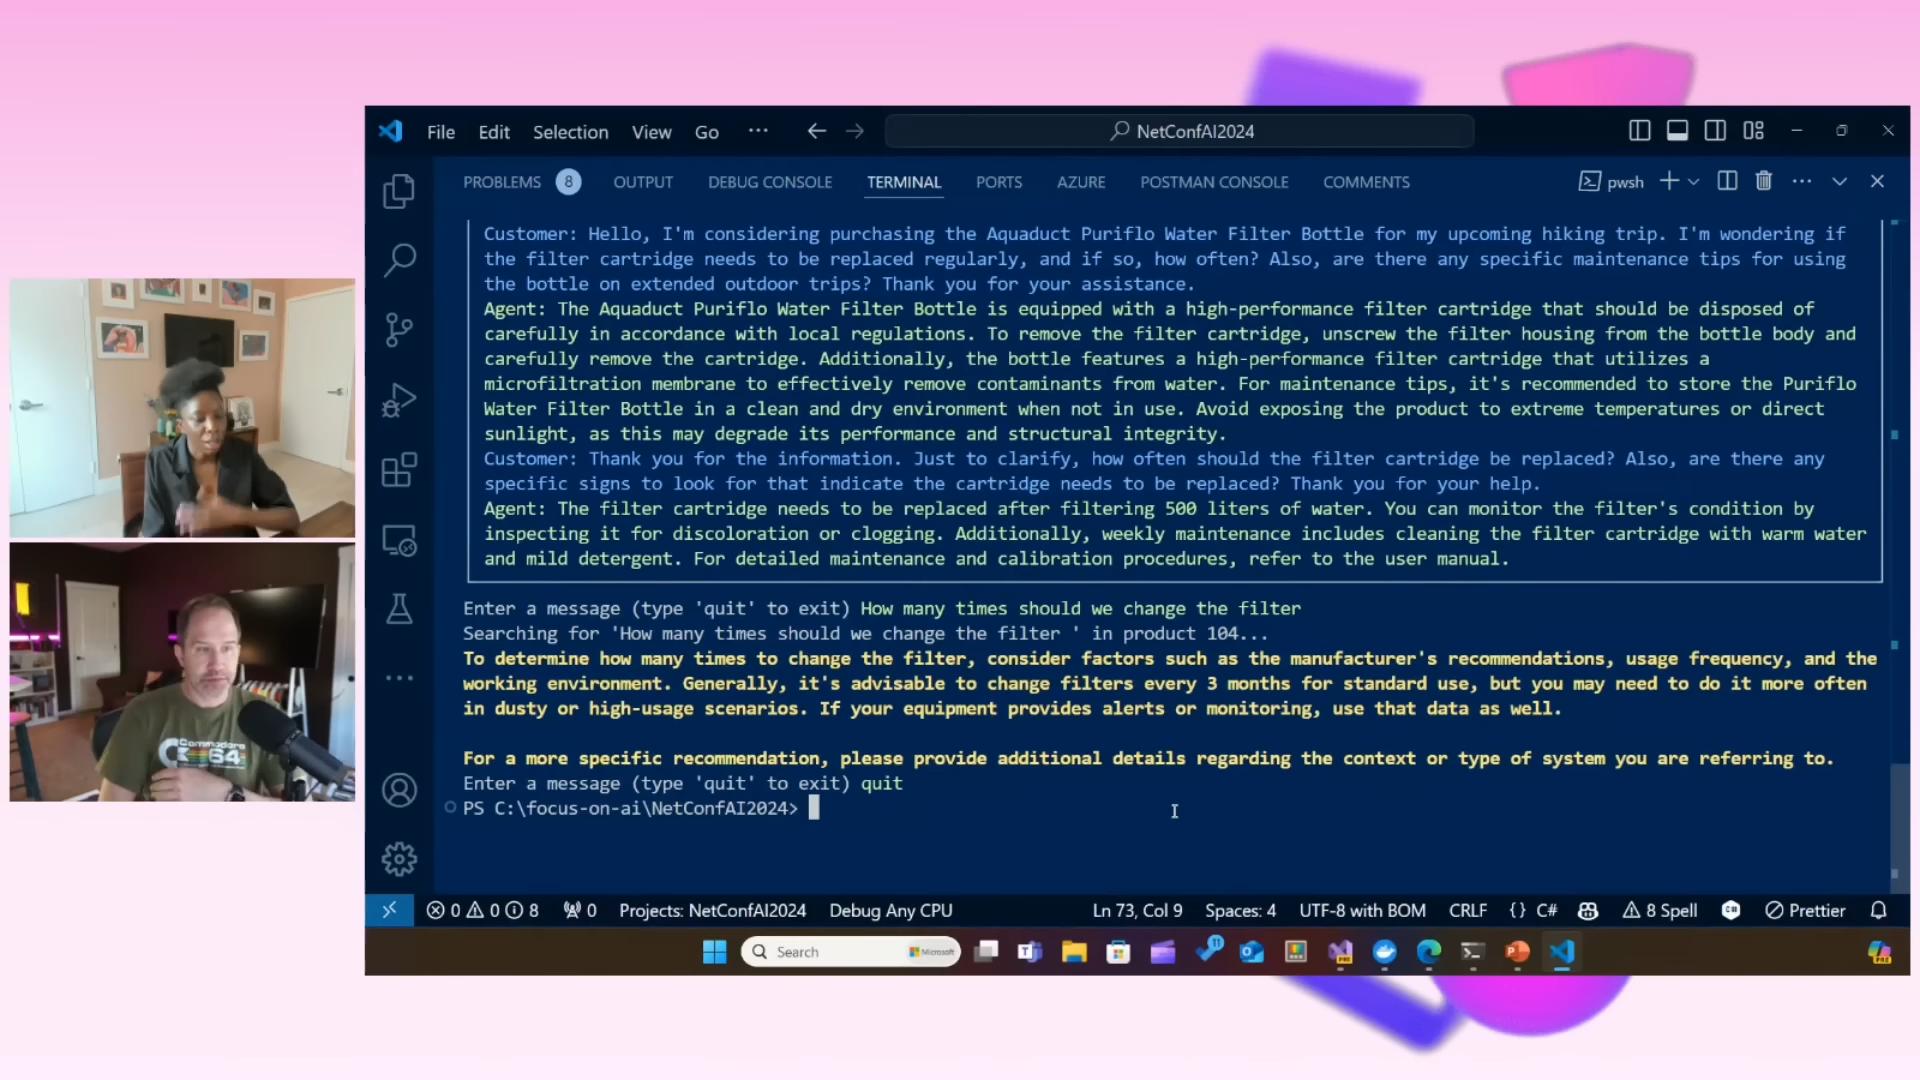 File Edit Selection View Go ··· NetConfAI2024
PROBLEMS 8 OUTPUT DEBUG CONSOLE TERMINAL PORTS AZURE POSTMAN CONSOLE COMMENTS pwsh
Customer: Hello, I'm considering purchasing the Aquaduct Puriflo Water Filter Bottle for my upcoming hiking trip. I'm wondering if
the filter cartridge needs to be replaced regularly, and if so, how often? Also, are there any specific maintenance tips for using
the bottle on extended outdoor trips? Thank you for your assistance.
Agent: The Aquaduct Puriflo Water Filter Bottle is equipped with a high-performance filter cartridge that should be disposed of
carefully in accordance with local regulations. To remove the filter cartridge, unscrew the filter housing from the bottle body and
carefully remove the cartridge. Additionally, the bottle features a high-performance filter cartridge that utilizes a
microfiltration membrane to effectively remove contaminants from water. For maintenance tips, it's recommended to store the Puriflo
Water Filter Bottle in a clean and dry environment when not in use. Avoid exposing the product to extreme temperatures or direct
sunlight, as this may degrade its performance and structural integrity.
Customer: Thank you for the information. Just to clarify, how often should the filter cartridge be replaced? Also, are there any
specific signs to look for that indicate the cartridge needs to be replaced? Thank you for your help.
Agent: The filter cartridge needs to be replaced after filtering 500 liters of water. You can monitor the filter's condition by
inspecting it for discoloration or clogging. Additionally, weekly maintenance includes cleaning the filter cartridge with warm water
and mild detergent. For detailed maintenance and calibration procedures, refer to the user manual.
Enter a message (type 'quit' to exit) How many times should we change the filter
Searching for 'How many times should we change the filter ' in product 104...
To determine how many times to change the filter, consider factors such as the manufacturer's recommendations, usage frequency, and the
working environment. Generally, it's advisable to change filters every 3 months for standard use, but you may need to do it more often
in dusty or high-usage scenarios. If your equipment provides alerts or monitoring, use that data as well.
For a more specific recommendation, please provide additional details regarding the context or type of system you are referring to.
Enter a message (type 'quit' to exit) quit
PS C:\focus-on-ai\NetConfAI2024>
Commodore
64
0 0 8 0 Projects: NetConfAI2024 Debug Any CPU Ln 73, Col 9 Spaces: 4 UTF-8 with BOM CRLF {} C# 8 Spell Prettier
Search Microsoft 11